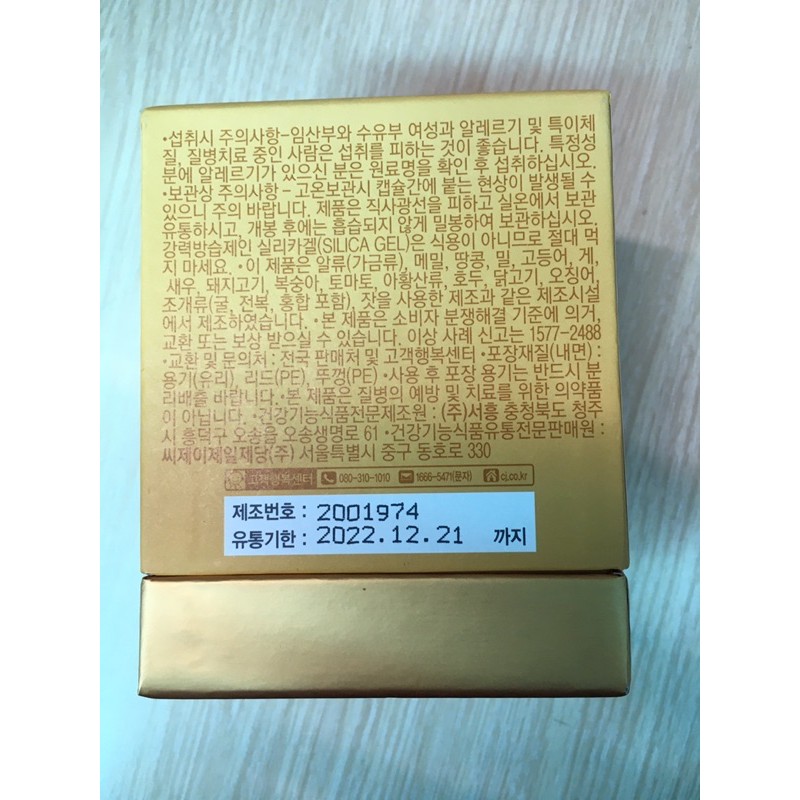 •섭취시 주의사항-임산부와 수유부 여성과 알레르기 및 특이체
질, 질병치료 중인 사람은 섭취를 피하는 것이 좋습니다. 특정성
분에 알레르기가 있으신 분은 원료명을 확인 후 섭취하십시오.
•보관상 주의사항 – 고온보관시 캡슐간에 붙는 현상이 발생될 수
있으니 주의 바랍니다. 제품은 직사광선을 피하고 실온에서 보관
유통하시고, 개봉 후에는 흡습되지 않게 밀봉하여 보관하십시오.
강력방습제인 실리카겔(SILICA GEL)은 식용이 아니므로 절대 먹
지 마세요. •이 제품은 알류(가금류), 메밀, 땅콩, 밀, 고등어, 게,
새우, 돼지고기, 복숭아, 토마토, 아황산류, 호두, 닭고기, 오징어,
조개류(굴, 전복, 홍합 포함), 잣을 사용한 제조과 같은 제조시설
에서 제조하였습니다. •본 제품은 소비자 분쟁해결 기준에 의거,
교환 또는 보상 받으실 수 있습니다. 이상 사례 신고는 1577-2488
•교환 및 문의처 : 전국 판매처 및 고객행복센터 •포장재질(내면) :
용기(유리), 리드(PE), 뚜껑(PE) •사용 후 포장 용기는 반드시 분
리배출 바랍니다.•본 제품은 질병의 예방 및 치료를 위한 의약품
이 아닙니다. •건강기능식품전문제조원 : (주)서흥 충청북도 청주
시 흥덕구 오송읍 오송생명로 61 •건강기능식품유통전문판매원 :
씨제이제일제당(주) 서울특별시 중구 동호로 330
고객행복센터 080-310-1010 1666-5471(문자) cj.co.kr
제조번호 : 2001974
유통기한 : 2022.12.21 까지